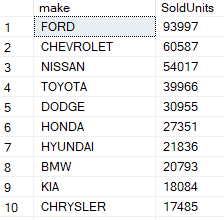 make SoldUnits
1 FORD 93997
2 CHEVROLET 60587
3 NISSAN 54017
4 TOYOTA 39966
5 DODGE 30955
6 HONDA 27351
7 HYUNDAI 21836
8 BMW 20793
9 KIA 18084
10 CHRYSLER 17485